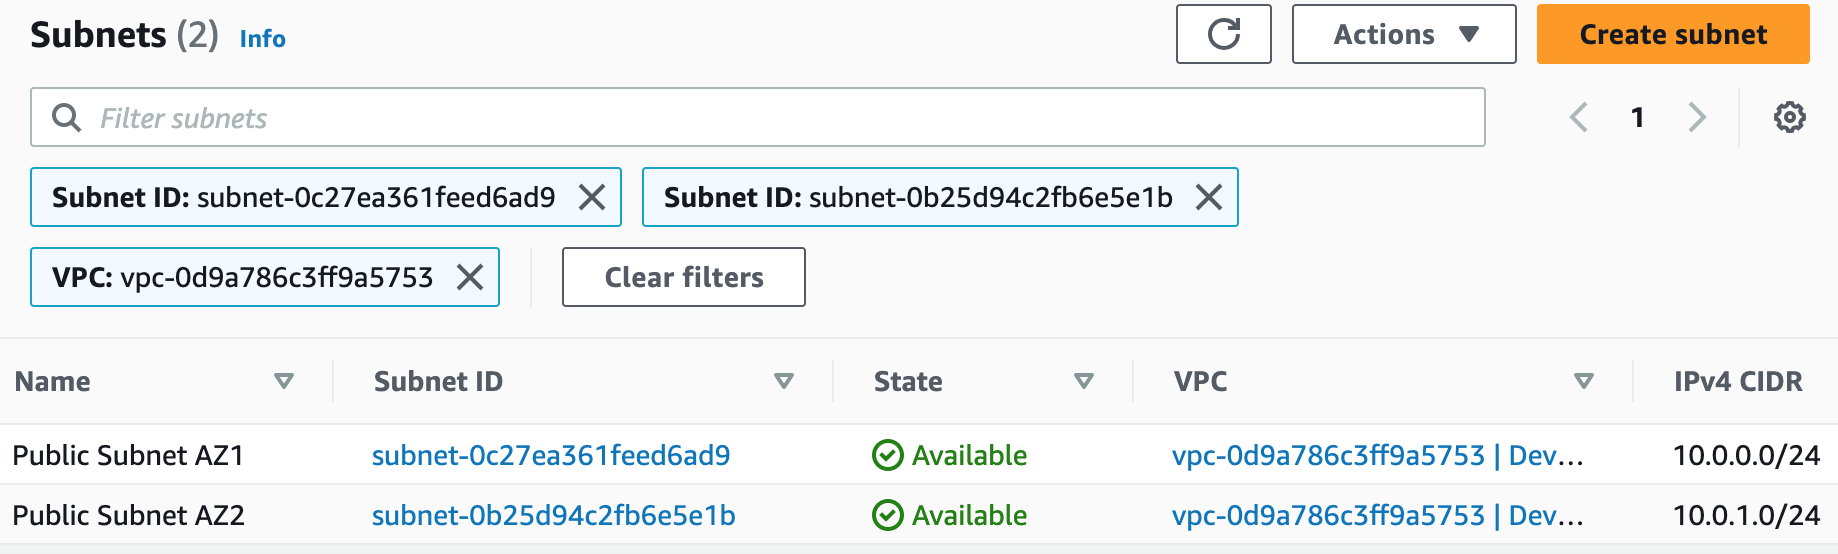 Subnets (2) Info Actions Create subnet
Filter subnets 1
Subnet ID: subnet-0c27ea361feed6ad9 Subnet ID: subnet-0b25d94c2fb6e5e1b
VPC: vpc-0d9a786c3ff9a5753 Clear filters
Name Subnet ID State VPC IPv4 CIDR
Public Subnet AZ1 subnet-0c27ea361feed6ad9 Available vpc-0d9a786c3ff9a5753 | Dev… 10.0.0.0/24
Public Subnet AZ2 subnet-0b25d94c2fb6e5e1b Available vpc-0d9a786c3ff9a5753 | Dev… 10.0.1.0/24